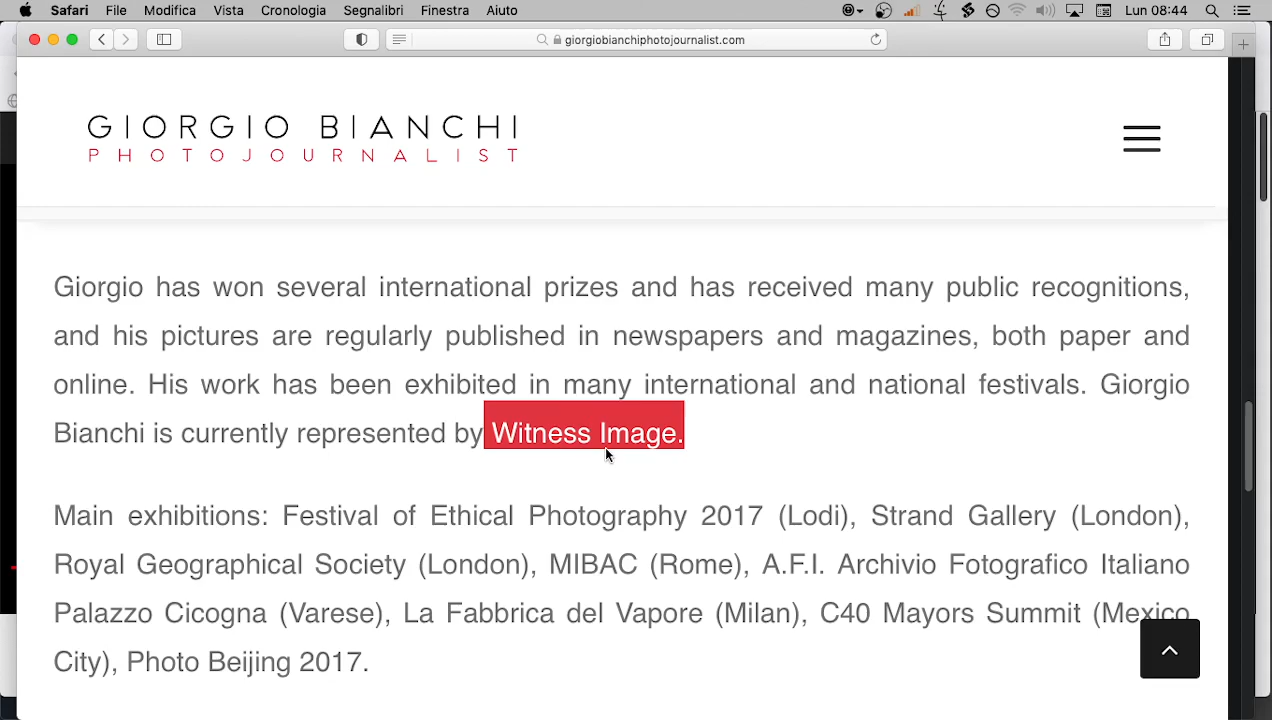 Safari File Modifica Vista Cronologia Segnalibri Finestra Aiuto Lun 08:44
giorgiobianchiphotojournalist.com
GIORGIO BIANCHI
PHOTOJOURNALIST
Giorgio has won several international prizes and has received many public recognitions,
and his pictures are regularly published in newspapers and magazines, both paper and
online. His work has been exhibited in many international and national festivals. Giorgio
Bianchi is currently represented by Witness Image.
Main exhibitions: Festival of Ethical Photography 2017 (Lodi), Strand Gallery (London),
Royal Geographical Society (London), MIBAC (Rome), A.F.I. Archivio Fotografico Italiano
Palazzo Cicogna (Varese), La Fabbrica del Vapore (Milan), C40 Mayors Summit (Mexico
City), Photo Beijing 2017.